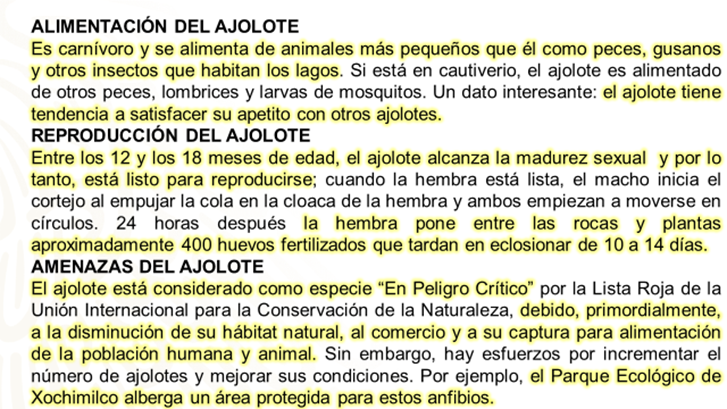 ALIMENTACIÓN DEL AJOLOTE
Es carnívoro y se alimenta de animales más pequeños que él como peces, gusanos
y otros insectos que habitan los lagos. Si está en cautiverio, el ajolote es alimentado
de otros peces, lombrices y larvas de mosquitos. Un dato interesante: el ajolote tiene
tendencia a satisfacer su apetito con otros ajolotes.
REPRODUCCIÓN DEL AJOLOTE
Entre los 12 y los 18 meses de edad, el ajolote alcanza la madurez sexual y por lo
tanto, está listo para reproducirse; cuando la hembra está lista, el macho inicia el
cortejo al empujar la cola en la cloaca de la hembra y ambos empiezan a moverse en
círculos. 24 horas después la hembra pone entre las rocas y plantas
aproximadamente 400 huevos fertilizados que tardan en eclosionar de 10 a 14 días.
AMENAZAS DEL AJOLOTE
El ajolote está considerado como especie “En Peligro Crítico” por la Lista Roja de la
Unión Internacional para la Conservación de la Naturaleza, debido, primordialmente,
a la disminución de su hábitat natural, al comercio y a su captura para alimentación
de la población humana y animal. Sin embargo, hay esfuerzos por incrementar el
número de ajolotes y mejorar sus condiciones. Por ejemplo, el Parque Ecológico de
Xochimilco alberga un área protegida para estos anfibios.